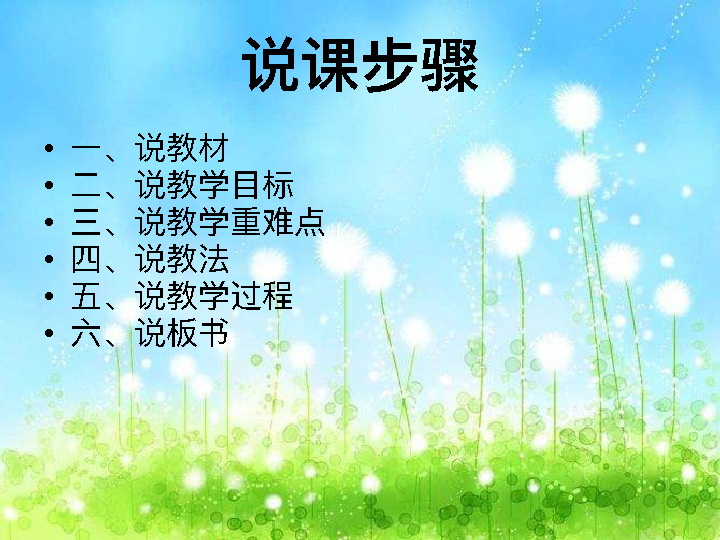 说课步骤
• 一、说教材
• 二、说教学目标
• 三、说教学重难点
• 四、说教法
• 五、说教学过程
• 六、说板书